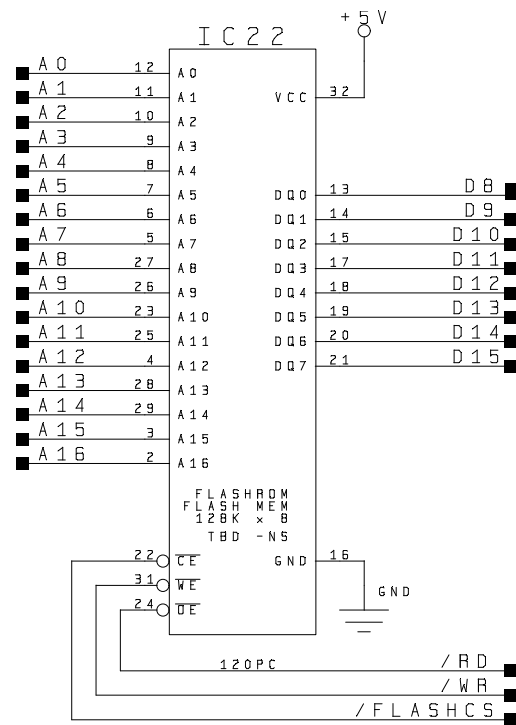 +5V
IC22
A0 12 A0
A1 11 A1 VCC 32
A2 10 A2
A3 9 A3
A4 8 A4
A5 7 A5 DQ0 13 D8
A6 6 A6 DQ1 14 D9
A7 5 A7 DQ2 15 D10
A8 27 A8 DQ3 17 D11
A9 26 A9 DQ4 18 D12
A10 23 A10 DQ5 19 D13
A11 25 A11 DQ6 20 D14
A12 4 A12 DQ7 21 D15
A13 28 A13
A14 29 A14
A15 3 A15
A16 2 A16
FLASHROM
FLASH MEM
128K x 8
TBD -NS
22 CE GND 16
31 WE GND
24 OE
120PC /RD
/WR
/FLASHCS